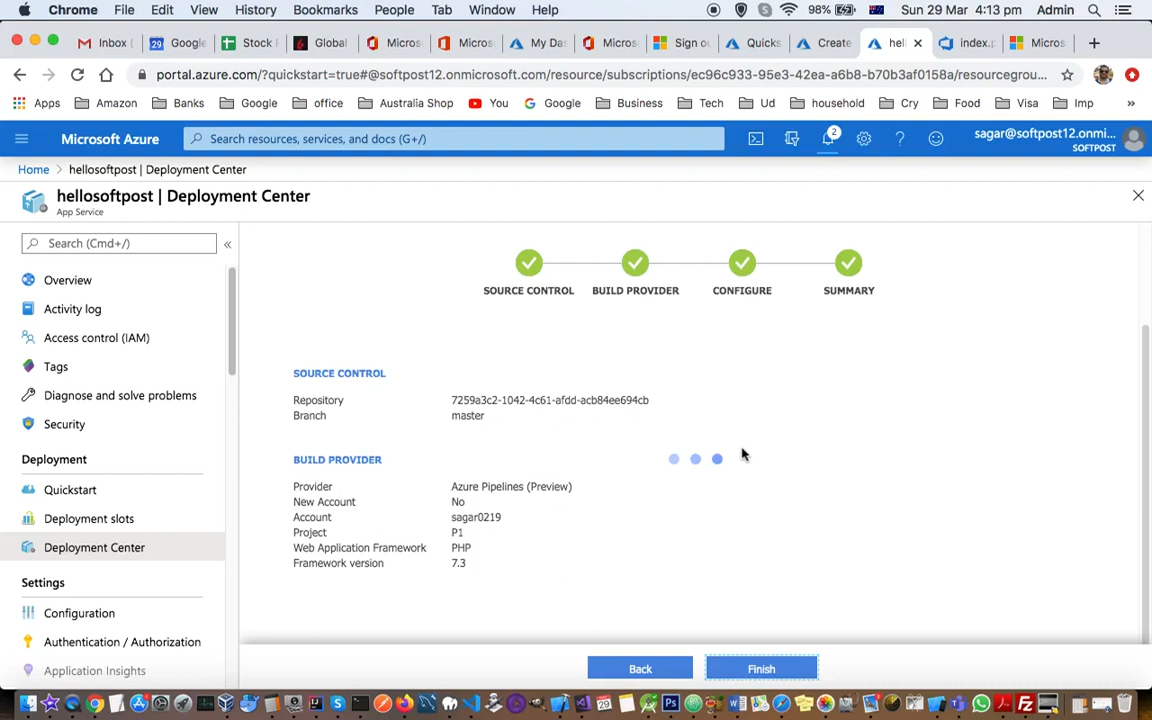 Chrome File Edit View History Bookmarks People Tab Window Help 98% Sun 29 Mar 4:13 pm Admin
Inbox ( Google Stock F Global Micros Micros My Da Micros Sign ou Quicks Create hell index.p Micros
portal.azure.com/?quickstart=true#@softpost12.onmicrosoft.com/resource/subscriptions/ec96c933-95e3-42ea-a6b8-b70b3af0158a/resourcegrou...
Apps Amazon Banks Google office Australia Shop You Google Business Tech Ud household Cry Food Visa Imp »
Microsoft Azure Search resources, services, and docs (G+/) 2 sagar@softpost12.onmi...
SOFTPOST
Home > hellosoftpost | Deployment Center
hellosoftpost | Deployment Center
App Service
Search (Cmd+/) «
Overview
Activity log
Access control (IAM)
Tags
Diagnose and solve problems
Security
Deployment
Quickstart
Deployment slots
Deployment Center
Settings
Configuration
Authentication / Authorization
Application Insights
SOURCE CONTROL BUILD PROVIDER CONFIGURE SUMMARY
SOURCE CONTROL
Repository 7259a3c2-1042-4c61-afdd-acb84ee694cb
Branch master
BUILD PROVIDER
Provider Azure Pipelines (Preview)
New Account No
Account sagar0219
Project P1
Web Application Framework PHP
Framework version 7.3
Back Finish